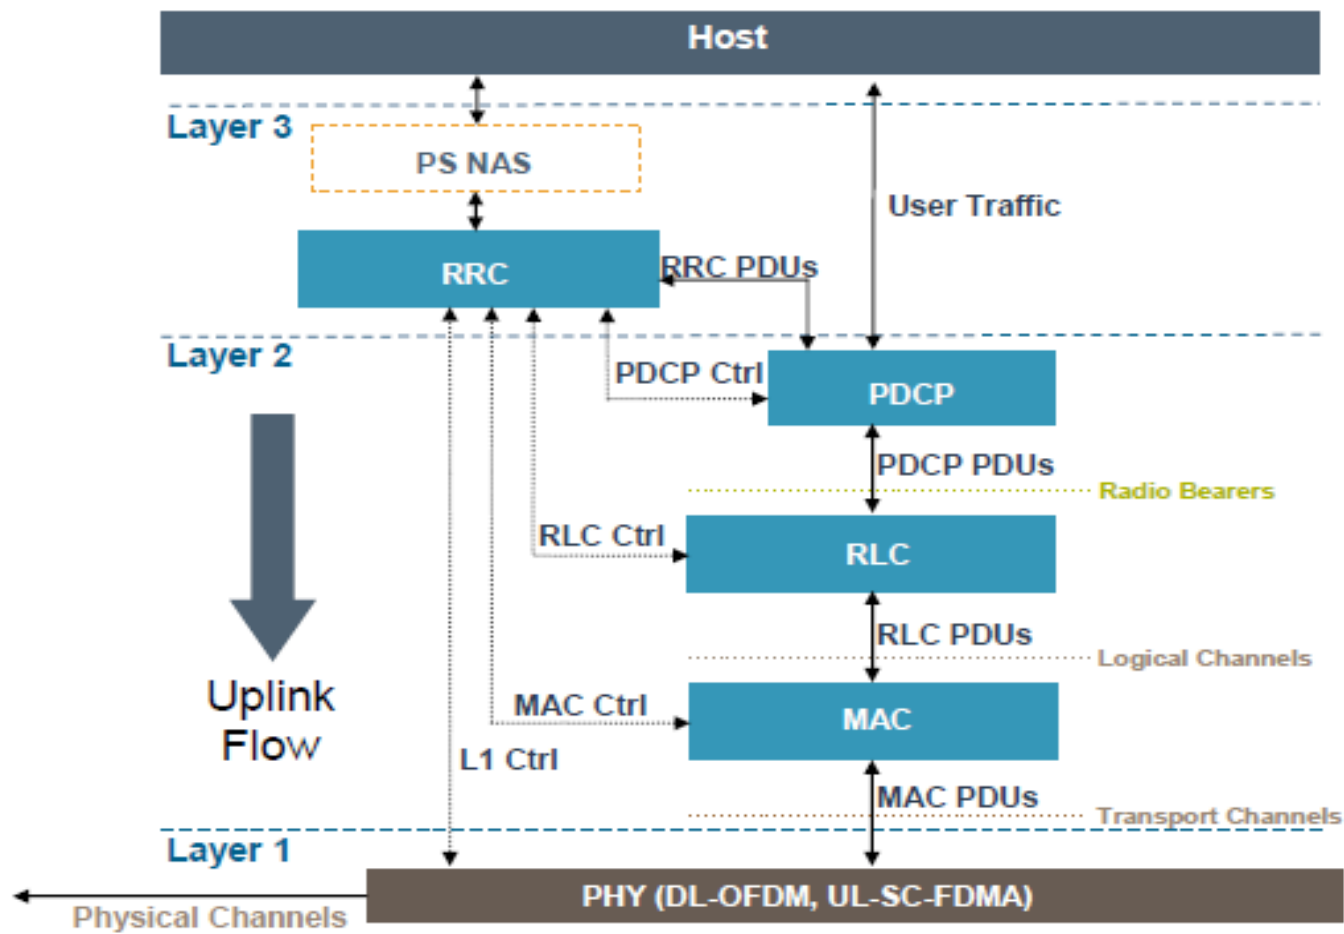 Host
Layer 3
PS NAS
User Traffic
RRC
RRC PDUs
Layer 2
PDCP Ctrl
PDCP
PDCP PDUs
Radio Bearers
RLC Ctrl
RLC
RLC PDUs
Logical Channels
Uplink
Flow
MAC Ctrl
MAC
L1 Ctrl
MAC PDUs
Transport Channels
Layer 1
PHY (DL-OFDM, UL-SC-FDMA)
Physical Channels